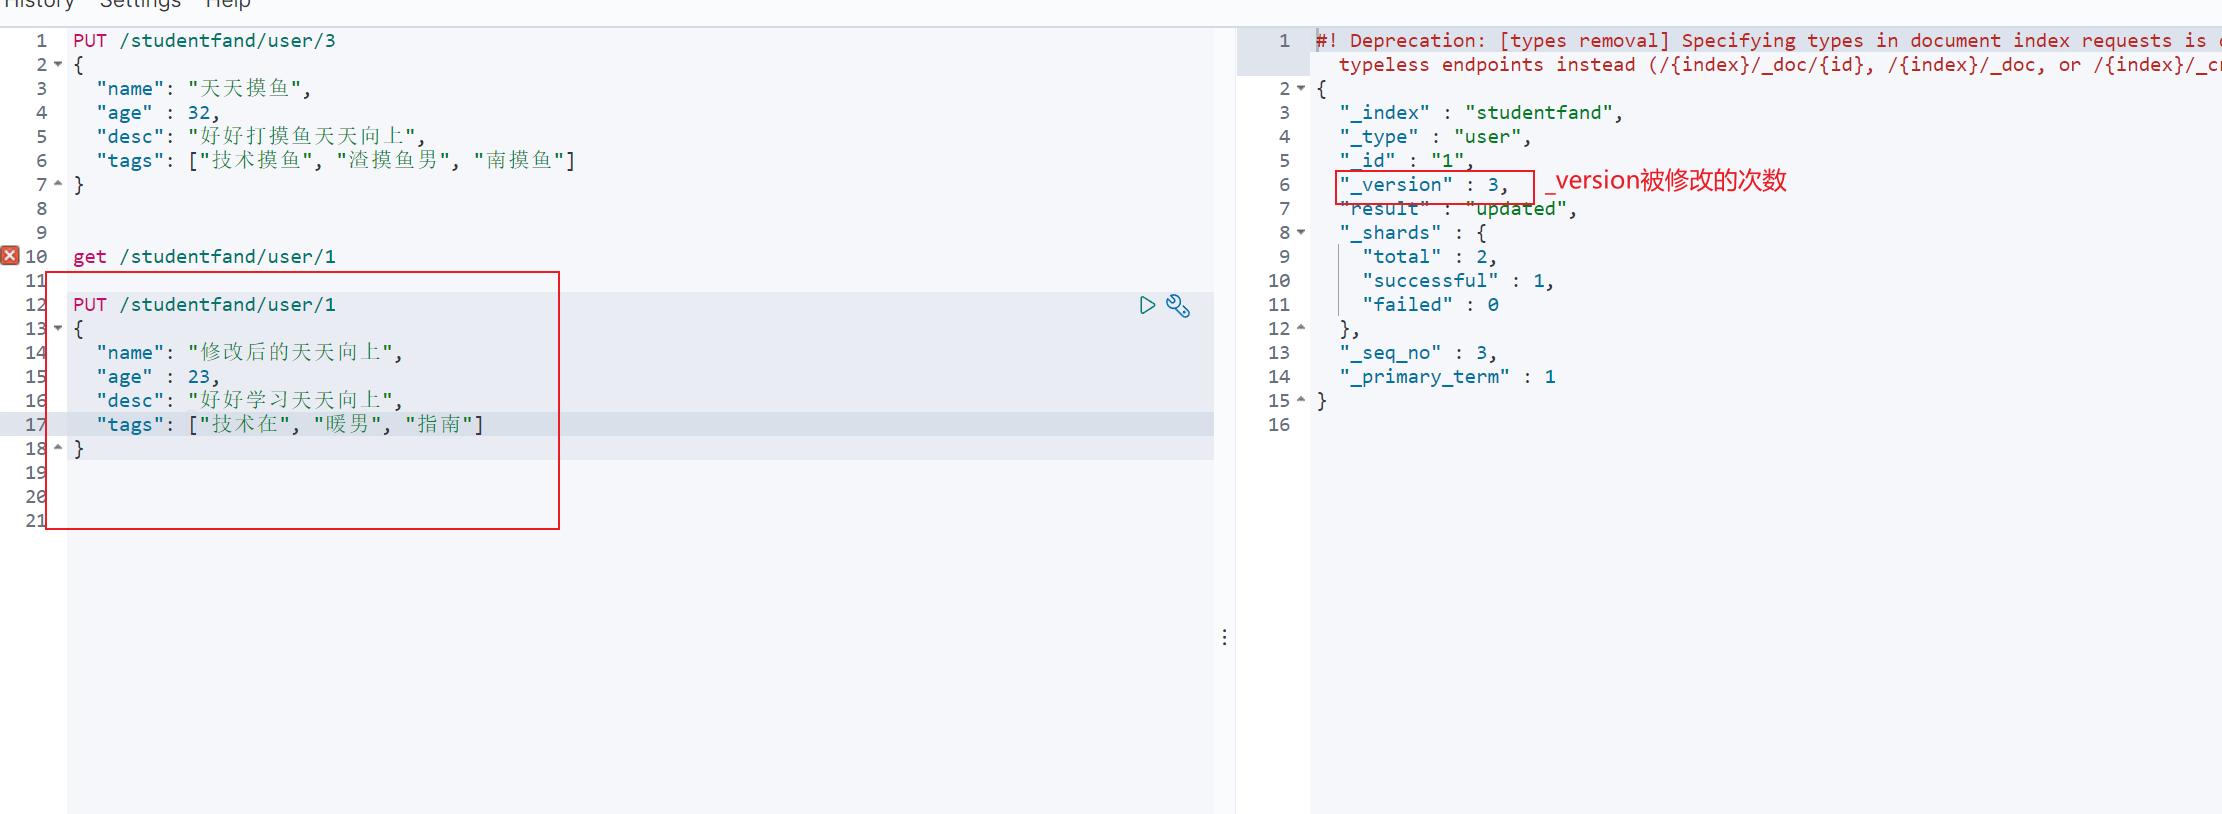 History Settings Help
1 PUT /studentfand/user/3
2 {
3 "name": "天天摸鱼",
4 "age" : 32,
5 "desc": "好好打摸鱼天天向上",
6 "tags": ["技术摸鱼", "渣摸鱼男", "南摸鱼"]
7 }
8
9
10 get /studentfand/user/1
11
12 PUT /studentfand/user/1
13 {
14 "name": "修改后的天天向上",
15 "age" : 23,
16 "desc": "好好学习天天向上",
17 "tags": ["技术在", "暖男", "指南"]
18 }
19
20
21
1 #! Deprecation: [types removal] Specifying types in document index requests is
typeless endpoints instead (/{index}/_doc/{id}, /{index}/_doc, or /{index}/_c
2 {
3 "_index" : "studentfand",
4 "_type" : "user",
5 "_id" : "1",
6 "_version" : 3, _version被修改的次数
7 "result" : "updated",
8 "_shards" : {
9 "total" : 2,
10 "successful" : 1,
11 "failed" : 0
12 },
13 "_seq_no" : 3,
14 "_primary_term" : 1
15 }
16